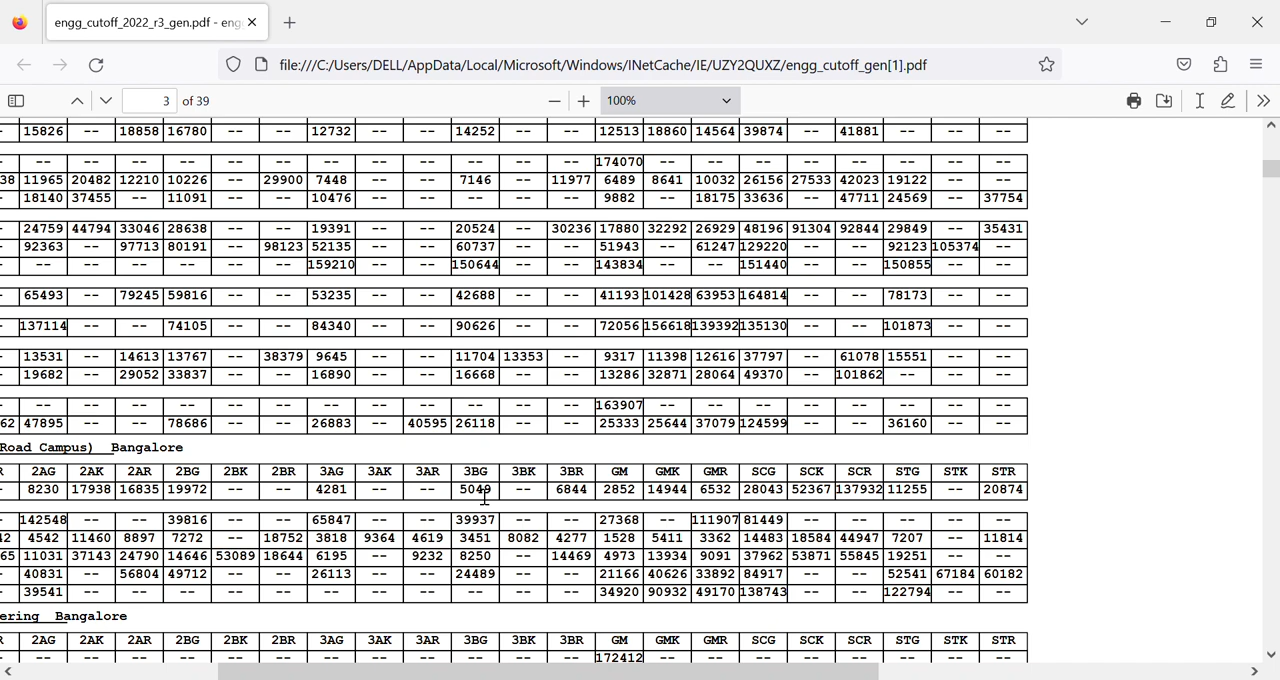 engg_cutoff_2022_r3_gen.pdf - eng
file:///C:/Users/DELL/AppData/Local/Microsoft/Windows/INetCache/IE/UZY2QUXZ/engg_cutoff_gen[1].pdf
3 of 39 100%
-- 15826 -- 18858 16780 -- -- 12732 -- -- 14252 -- -- 12513 18860 14564 39874 -- 41881 -- -- --
-- -- -- -- -- -- -- -- -- -- -- -- 174070 -- -- -- -- -- -- -- --
38 11965 20482 12210 10226 -- 29900 7448 -- -- 7146 -- 11977 6489 8641 10032 26156 27533 42023 19122 -- --
- 18140 37455 -- 11091 -- -- 10476 -- -- -- -- -- 9882 -- 18175 33636 -- 47711 24569 -- 37754
- 24759 44794 33046 28638 -- -- 19391 -- -- 20524 -- 30236 17880 32292 26929 48196 91304 92844 29849 -- 35431
- 92363 -- 97713 80191 -- 98123 52135 -- -- 60737 -- -- 51943 -- 61247 129220 -- -- 92123 105374 --
- -- -- -- -- -- -- 159210 -- -- 150644 -- -- 143834 -- -- 151440 -- -- 150855 -- --
- 65493 -- 79245 59816 -- -- 53235 -- -- 42688 -- -- 41193 101428 63953 164814 -- -- 78173 -- --
- 137114 -- -- 74105 -- -- 84340 -- -- 90626 -- -- 72056 156618 139392 135130 -- -- 101873 -- --
- 13531 -- 14613 13767 -- 38379 9645 -- -- 11704 13353 -- 9317 11398 12616 37797 -- 61078 15551 -- --
- 19682 -- 29052 33837 -- -- 16890 -- -- 16668 -- -- 13286 32871 28064 49370 -- 101862 -- -- --
- -- -- -- -- -- -- -- -- -- -- -- -- 163907 -- -- -- -- -- -- -- --
62 47895 -- -- 78686 -- -- 26883 -- 40595 26118 -- -- 25333 25644 37079 124599 -- -- 36160 -- --
Road Campus) Bangalore
R 2AG 2AK 2AR 2BG 2BK 2BR 3AG 3AK 3AR 3BG 3BK 3BR GM GMK GMR SCG SCK SCR STG STK STR
- 8230 17938 16835 19972 -- -- 4281 -- -- 5049 -- 6844 2852 14944 6532 28043 52367 137932 11255 -- 20874
- 142548 -- -- 39816 -- -- 65847 -- -- 39937 -- -- 27368 -- 111907 81449 -- -- -- -- --
42 4542 11460 8897 7272 -- 18752 3818 9364 4619 3451 8082 4277 1528 5411 3362 14483 18584 44947 7207 -- 11814
65 11031 37143 24790 14646 53089 18644 6195 -- 9232 8250 -- 14469 4973 13934 9091 37962 53871 55845 19251 -- --
- 40831 -- 56804 49712 -- -- 26113 -- -- 24489 -- -- 21166 40626 33892 84917 -- -- 52541 67184 60182
- 39541 -- -- -- -- -- -- -- -- -- -- -- 34920 90932 49170 138743 -- -- 122794 -- --
ering Bangalore
R 2AG 2AK 2AR 2BG 2BK 2BR 3AG 3AK 3AR 3BG 3BK 3BR GM GMK GMR SCG SCK SCR STG STK STR
- -- -- -- -- -- -- -- -- -- -- -- -- 172412 -- -- -- -- -- -- -- --